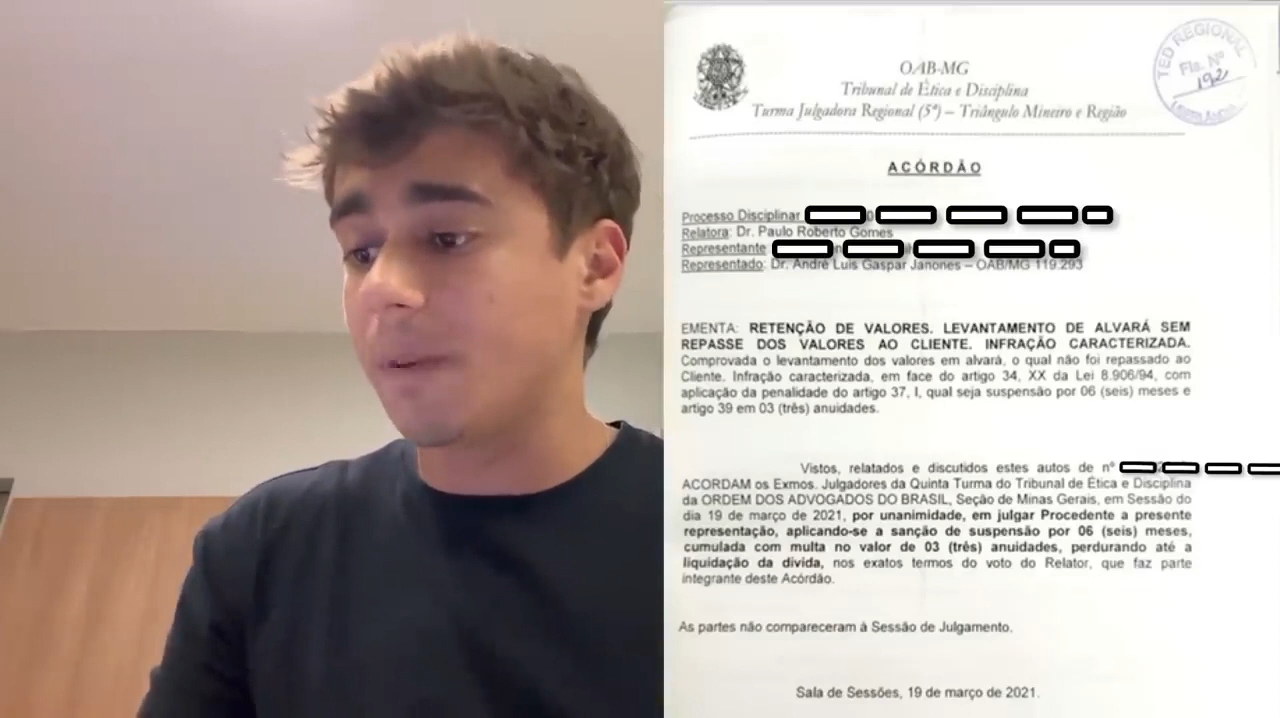 OAB-MG
Tribunal de Ética e Disciplina
Turma Julgadora Regional (5ª) – Triângulo Mineiro e Região
TED REGIONAL
Fls. Nº
192
ACÓRDÃO
Processo Disciplinar
Relatora: Dr. Paulo Roberto Gomes
Representante
Representado: Dr. André Luis Gaspar Janones – OAB/MG 119.293
EMENTA: RETENÇÃO DE VALORES. LEVANTAMENTO DE ALVARÁ SEM
REPASSE DOS VALORES AO CLIENTE. INFRAÇÃO CARACTERIZADA.
Comprovada o levantamento dos valores em alvará, o qual não foi repassado ao
Cliente. Infração caracterizada, em face do artigo 34, XX da Lei 8.906/94, com
aplicação da penalidade do artigo 37, I, qual seja suspensão por 06 (seis) meses e
artigo 39 em 03 (três) anuidades.
Vistos, relatados e discutidos estes autos de nº
ACORDAM os Exmos. Julgadores da Quinta Turma do Tribunal de Ética e Disciplina
da ORDEM DOS ADVOGADOS DO BRASIL, Seção de Minas Gerais, em Sessão do
dia 19 de março de 2021, por unanimidade, em julgar Procedente a presente
representação, aplicando-se a sanção de suspensão por 06 (seis) meses,
cumulada com multa no valor de 03 (três) anuidades, perdurando até a
liquidação da divida, nos exatos termos do voto do Relator, que faz parte
integrante deste Acórdão.
As partes não compareceram à Sessão de Julgamento.
Sala de Sessões, 19 de março de 2021.